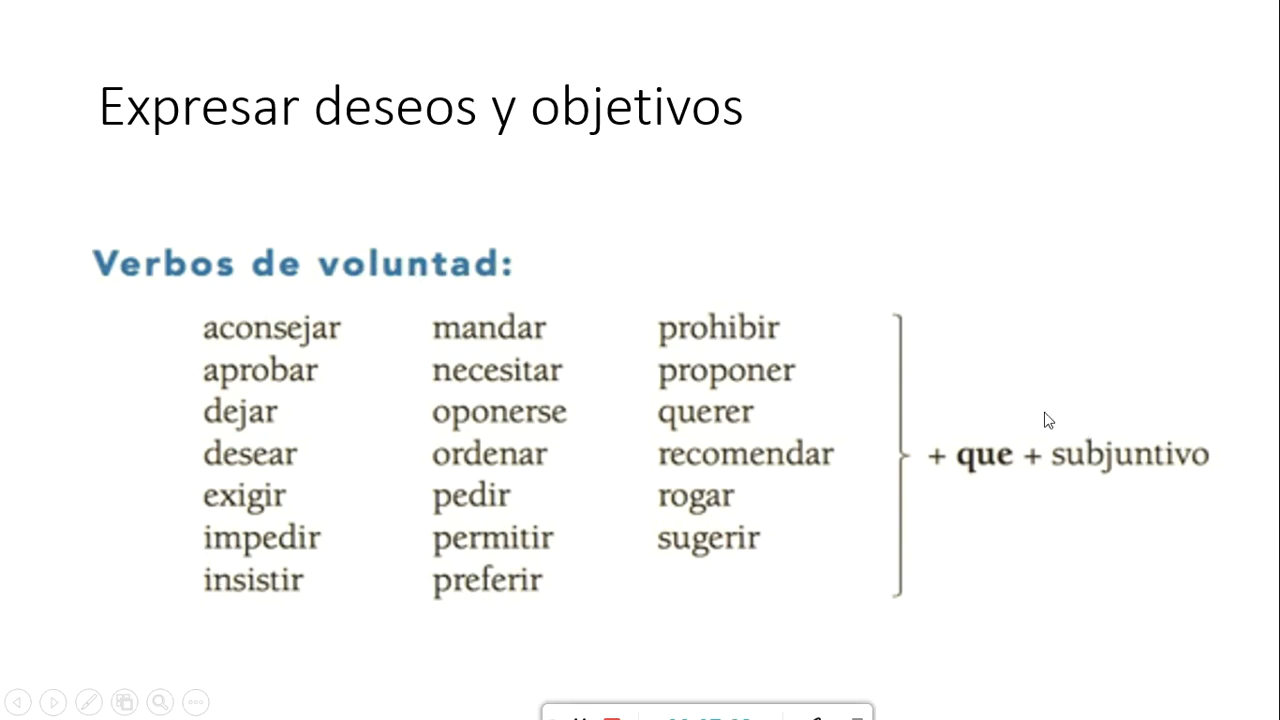 Expresar deseos y objetivos
Verbos de voluntad:
aconsejar mandar prohibir
aprobar necesitar proponer
dejar oponerse querer
desear ordenar recomendar
+ que + subjuntivo
exigir pedir rogar
impedir permitir sugerir
insistir preferir